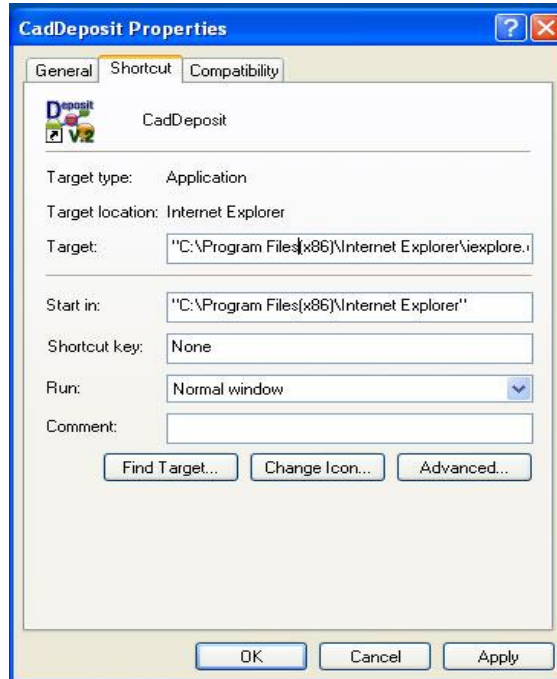 CadDeposit Properties
General Shortcut Compatibility
Deposit
V.2
CadDeposit
Target type: Application
Target location: Internet Explorer
Target: "C:\Program Files(x86)\Internet Explorer\iexplore.
Start in: "C:\Program Files(x86)\Internet Explorer"
Shortcut key: None
Run: Normal window
Comment:
Find Target... Change Icon... Advanced...
OK Cancel Apply